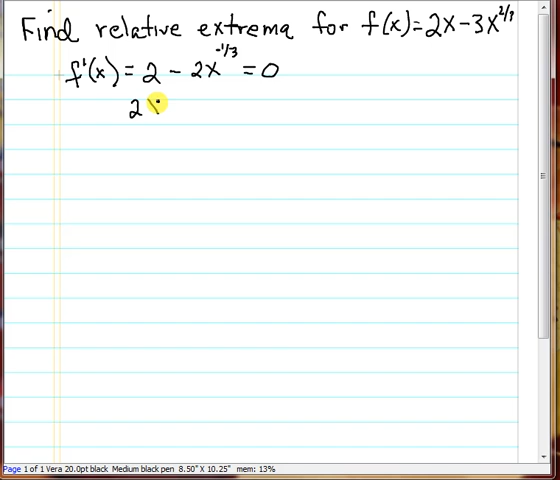 Find relative extrema for f(x)=2x-3x^{2/3}
f'(x) = 2 - 2x^{-1/3} = 0
2
Page 1 of 1 Vera 20.0pt black Medium black pen 8.50" X 10.25" mem: 13%